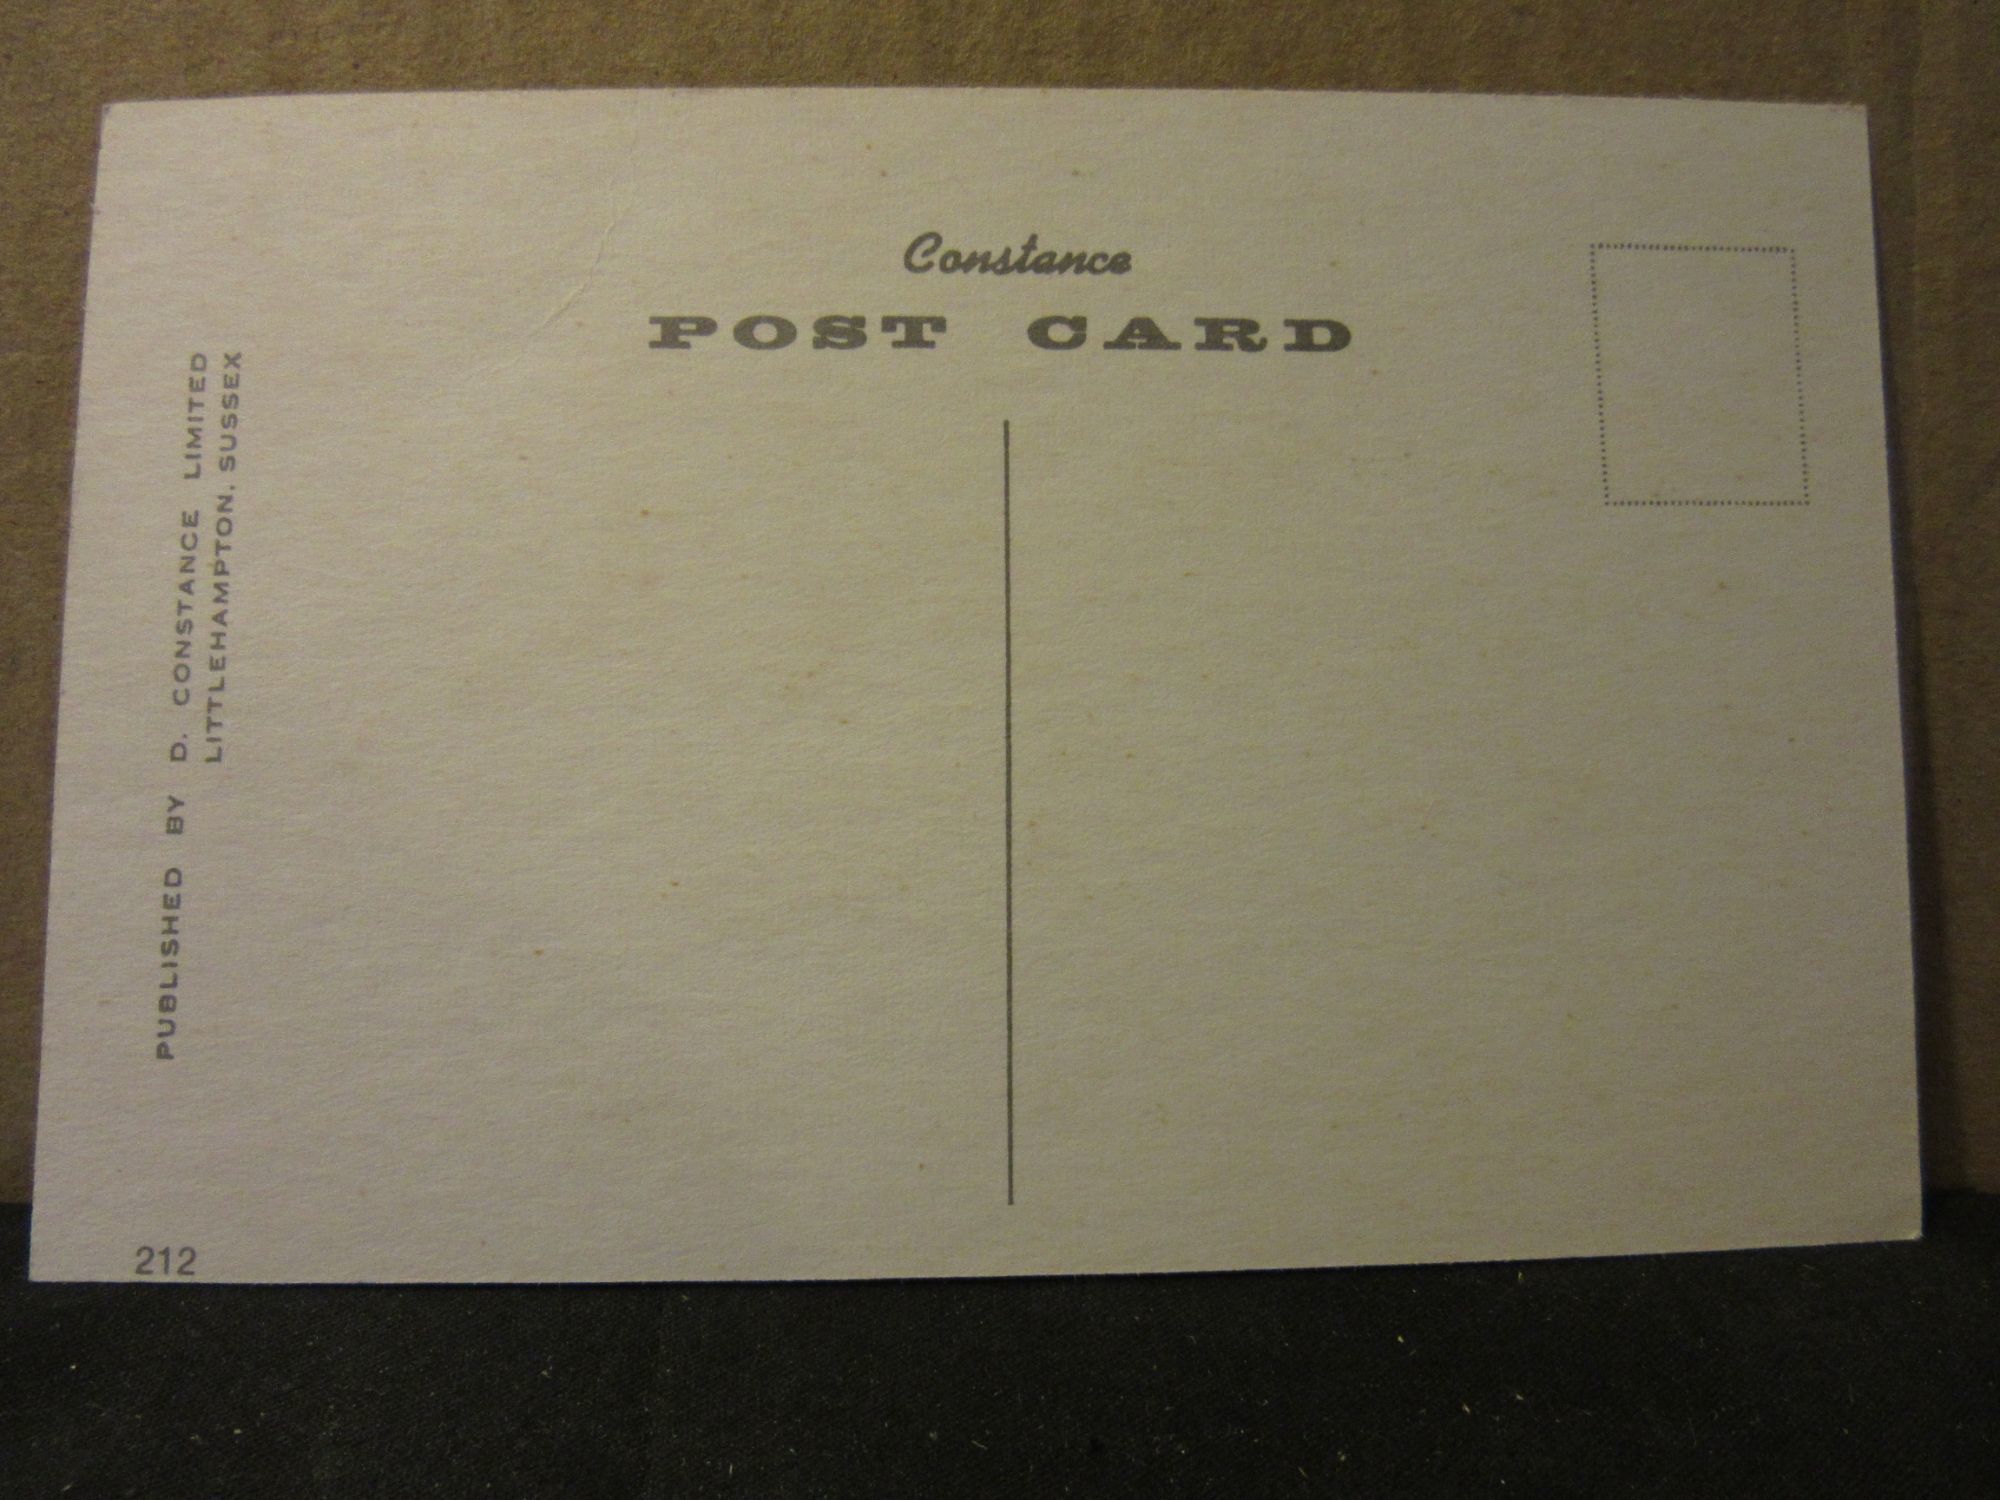 Constance
POST CARD
PUBLISHED BY D. CONSTANCE LIMITED
LITTLEHAMPTON, SUSSEX
212